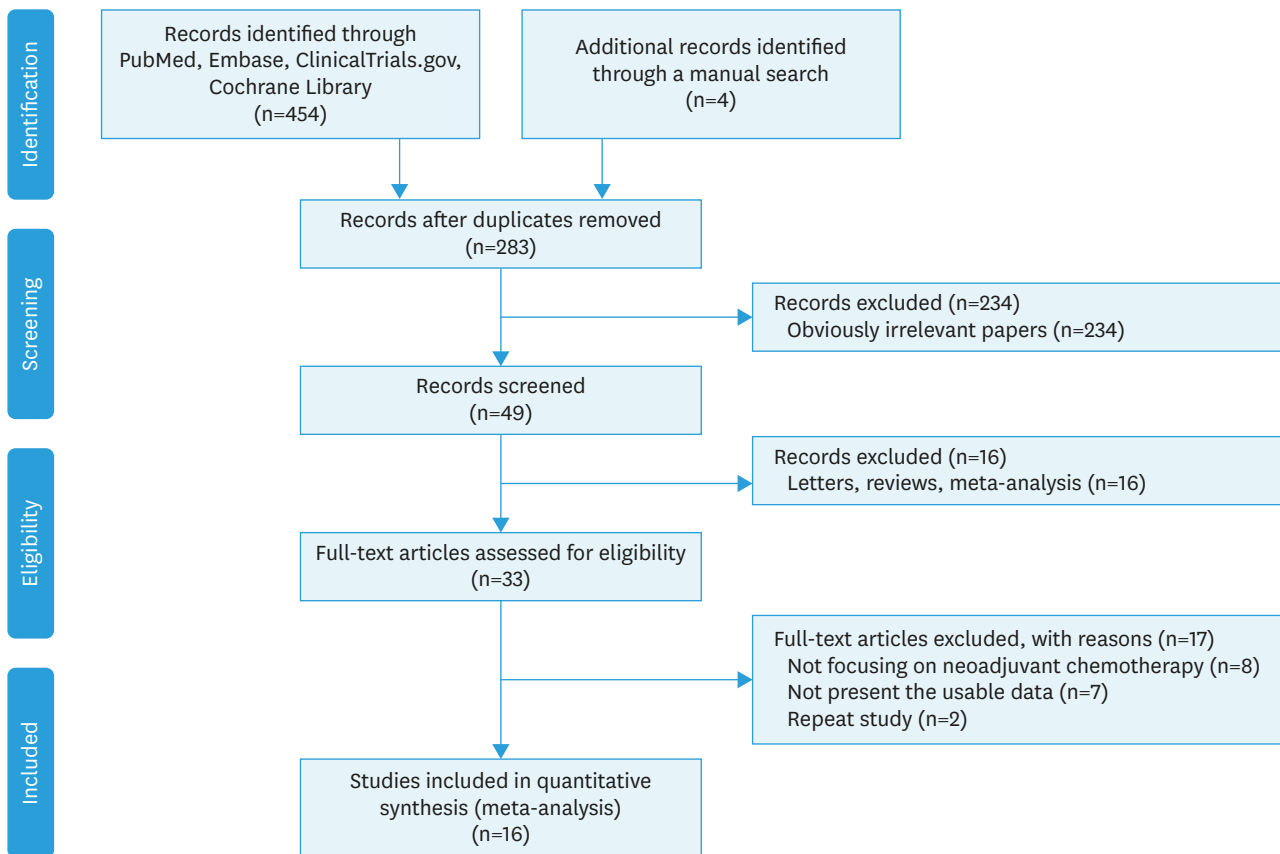 Identification
Records identified through
PubMed, Embase, ClinicalTrials.gov,
Cochrane Library
(n=454)
Additional records identified
through a manual search
(n=4)
Records after duplicates removed
(n=283)
Screening
Records excluded (n=234)
Obviously irrelevant papers (n=234)
Records screened
(n=49)
Eligibility
Records excluded (n=16)
Letters, reviews, meta-analysis (n=16)
Full-text articles assessed for eligibility
(n=33)
Full-text articles excluded, with reasons (n=17)
Not focusing on neoadjuvant chemotherapy (n=8)
Not present the usable data (n=7)
Repeat study (n=2)
Included
Studies included in quantitative
synthesis (meta-analysis)
(n=16)